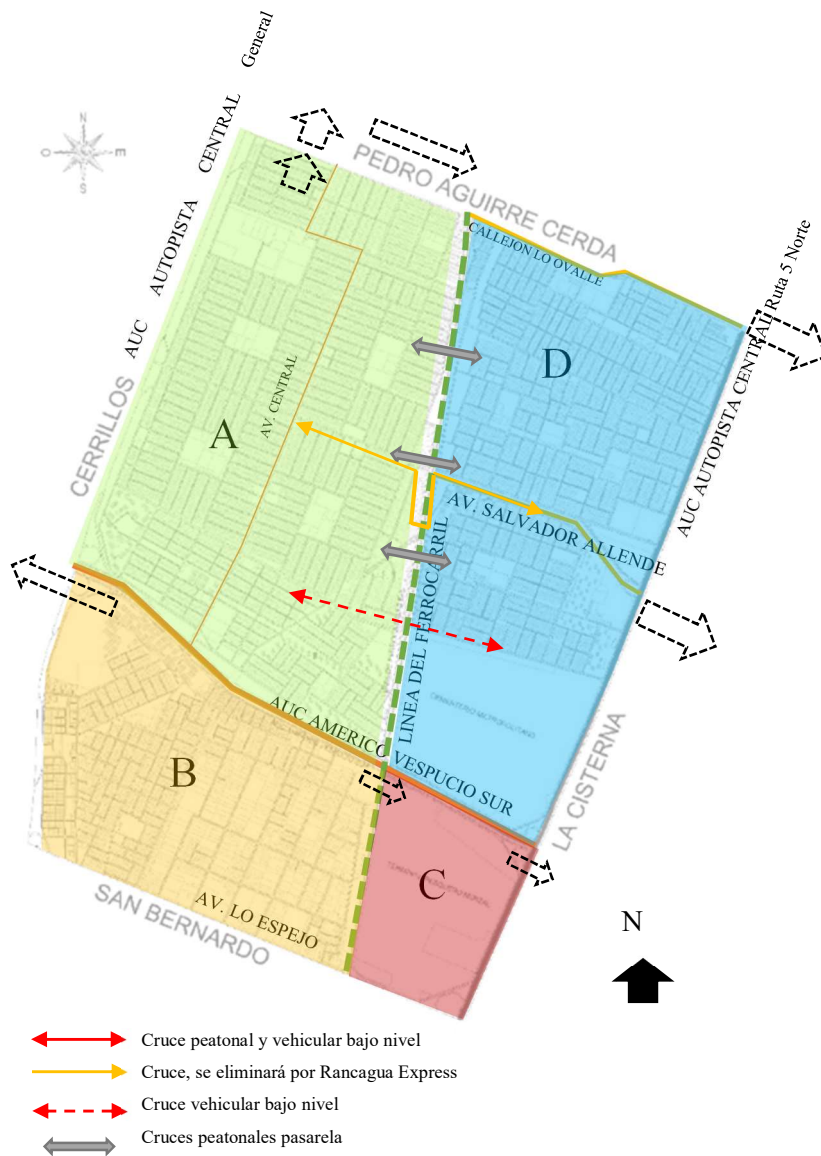 AUC AUTOPISTA CENTRAL General
N
O E
S
PEDRO AGUIRRE CERDA
CALLEJON LO OVALLE
AUC AUTOPISTA CENTRAL Ruta 5 Norte
CERRILLOS
A
AV. CENTRAL
D
AV. SALVADOR ALLENDE
LINEA DEL FERROCARRIL
CEMENTERIO METROPOLITANO
AUC AMERICO VESPUCIO SUR
LA CISTERNA
B
C
AV. LO ESPEJO
SAN BERNARDO
N
Cruce peatonal y vehicular bajo nivel
Cruce, se eliminará por Rancagua Express
Cruce vehicular bajo nivel
Cruces peatonales pasarela